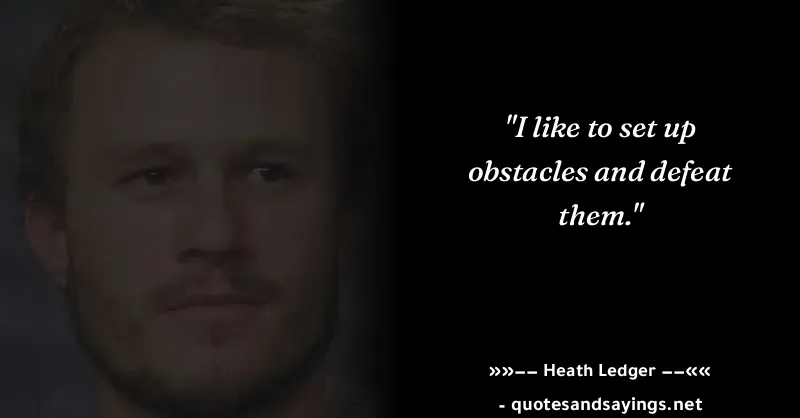 "I like to set up
obstacles and defeat
them."
»»–– Heath Ledger ––««
- quotesandsayings.net